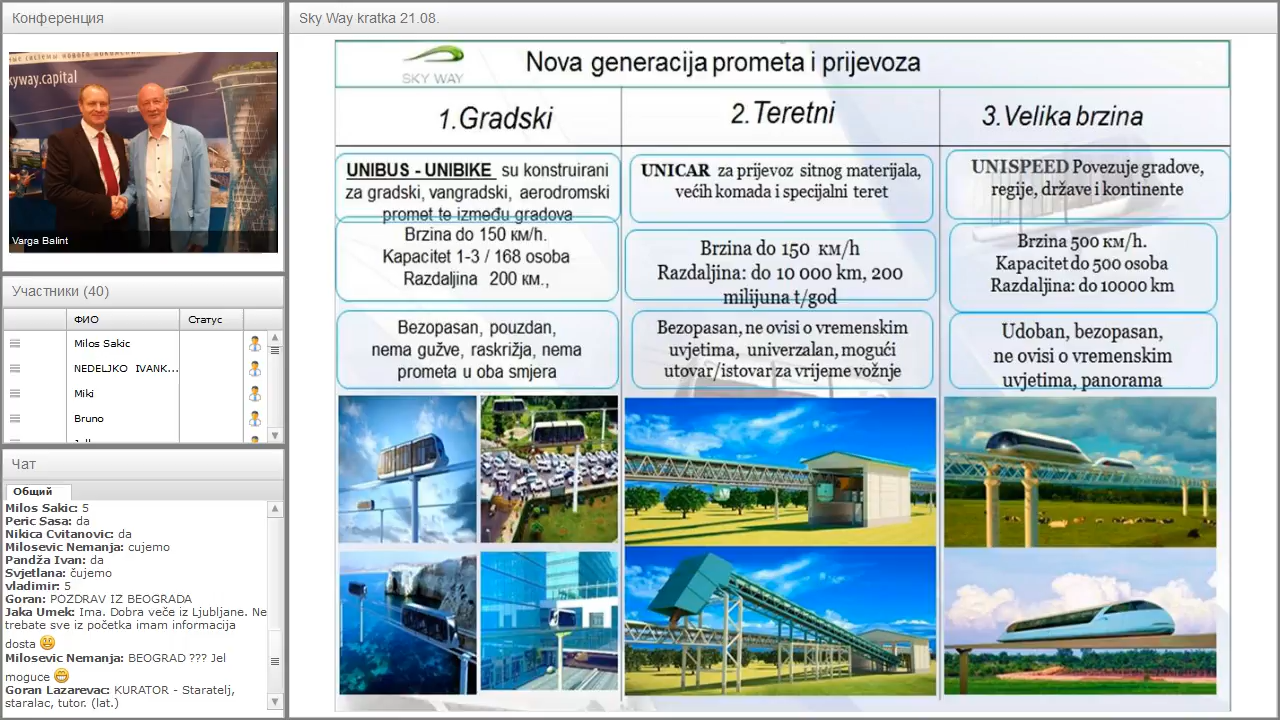 Конференция
skyway.capital
Varga Balint
Участники (40)
ФИО Статус
Milos Sakic
NEDELJKO IVANK...
Miki
Bruno
Чат
Общий
Milos Sakic: 5
Peric Sasa: da
Nikica Cvitanovic: da
Milosevic Nemanja: cujemo
Pandža Ivan: da
Svjetlana: čujemo
vladimir: 5
Goran: POZDRAV IZ BEOGRADA
Jaka Umek: Ima. Dobra veče iz Ljubljane. Ne
trebate sve iz početka imam informacija
dosta
Milosevic Nemanja: BEOGRAD ??? Jel
moguce
Goran Lazarevac: KURATOR - Staratelj,
staralac, tutor. (lat.)
Sky Way kratka 21.08.
SKY WAY
Nova generacija prometa i prijevoza
1.Gradski
UNIBUS - UNIBIKE su konstruirani
za gradski, vangradski, aerodromski
promet te između gradova
Brzina do 150 км/h.
Kapacitet 1-3 / 168 osoba
Razdaljina 200 км.,
Bezopasan, pouzdan,
nema gužve, raskrižja, nema
prometa u oba smjera
2.Teretni
UNICAR za prijevoz sitnog materijala,
većih komada i specijalni teret
Brzina do 150 км/h
Razdaljina: do 10 000 km, 200
milijuna t/god
Bezopasan, ne ovisi o vremenskim
uvjetima, univerzalan, mogući
utovar/istovar za vrijeme vožnje
3.Velika brzina
UNISPEED Povezuje gradove,
regije, države i kontinente
Brzina 500 км/h.
Kapacitet do 500 osoba
Razdaljina: do 10000 km
Udoban, bezopasan,
ne ovisi o vremenskim
uvjetima, panorama